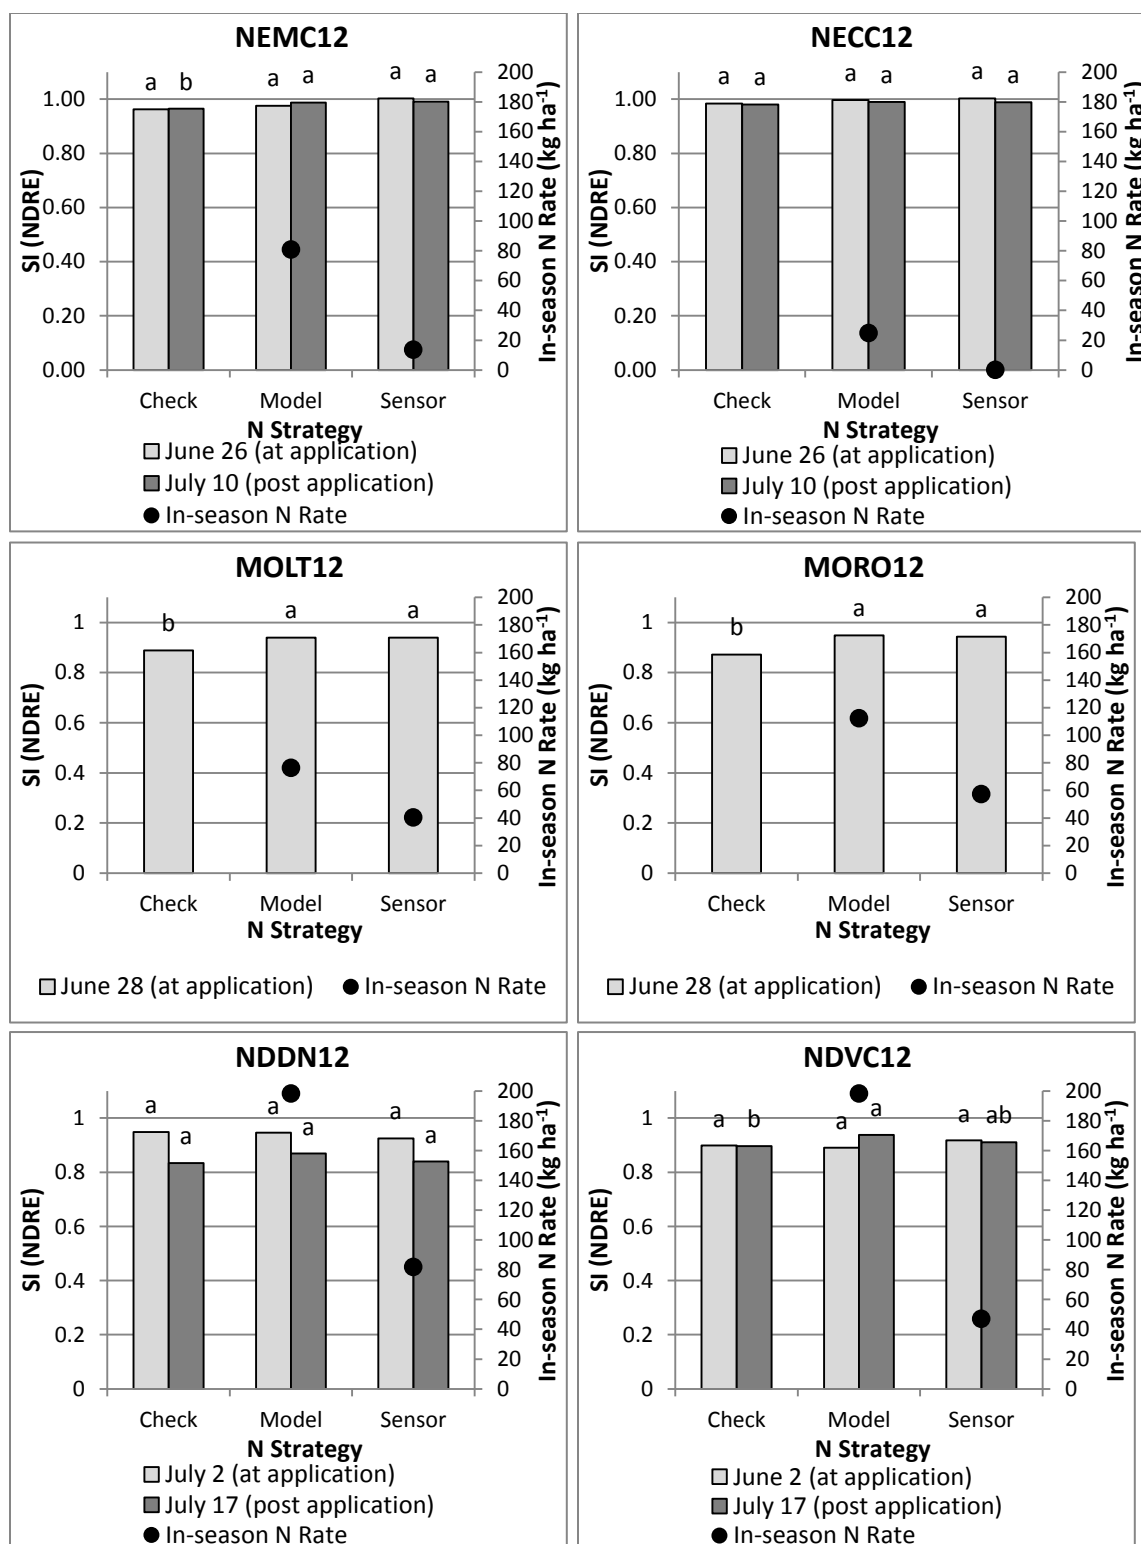 NEMC12
a b a a a a
SI (NDRE)
1.00
0.80
0.60
0.40
0.20
0.00
200
180
160
140
120
100
80
60
40
20
0
In-season N Rate (kg ha⁻¹)
Check Model Sensor
N Strategy
June 26 (at application)
July 10 (post application)
In-season N Rate
NECC12
a a a a a a
SI (NDRE)
1.00
0.80
0.60
0.40
0.20
0.00
200
180
160
140
120
100
80
60
40
20
0
In-season N Rate (kg ha⁻¹)
Check Model Sensor
N Strategy
June 26 (at application)
July 10 (post application)
In-season N Rate
MOLT12
b a a
SI (NDRE)
1
0.8
0.6
0.4
0.2
0
200
180
160
140
120
100
80
60
40
20
0
In-season N Rate (kg ha⁻¹)
Check Model Sensor
N Strategy
June 28 (at application) In-season N Rate
MORO12
b a a
SI (NDRE)
1
0.8
0.6
0.4
0.2
0
200
180
160
140
120
100
80
60
40
20
0
In-season N Rate (kg ha⁻¹)
Check Model Sensor
N Strategy
June 28 (at application) In-season N Rate
NDDN12
a a a a a a
SI (NDRE)
1
0.8
0.6
0.4
0.2
0
200
180
160
140
120
100
80
60
40
20
0
In-season N Rate (kg ha⁻¹)
Check Model Sensor
N Strategy
July 2 (at application)
July 17 (post application)
In-season N Rate
NDVC12
a b a a a ab
SI (NDRE)
1
0.8
0.6
0.4
0.2
0
200
180
160
140
120
100
80
60
40
20
0
In-season N Rate (kg ha⁻¹)
Check Model Sensor
N Strategy
June 2 (at application)
July 17 (post application)
In-season N Rate